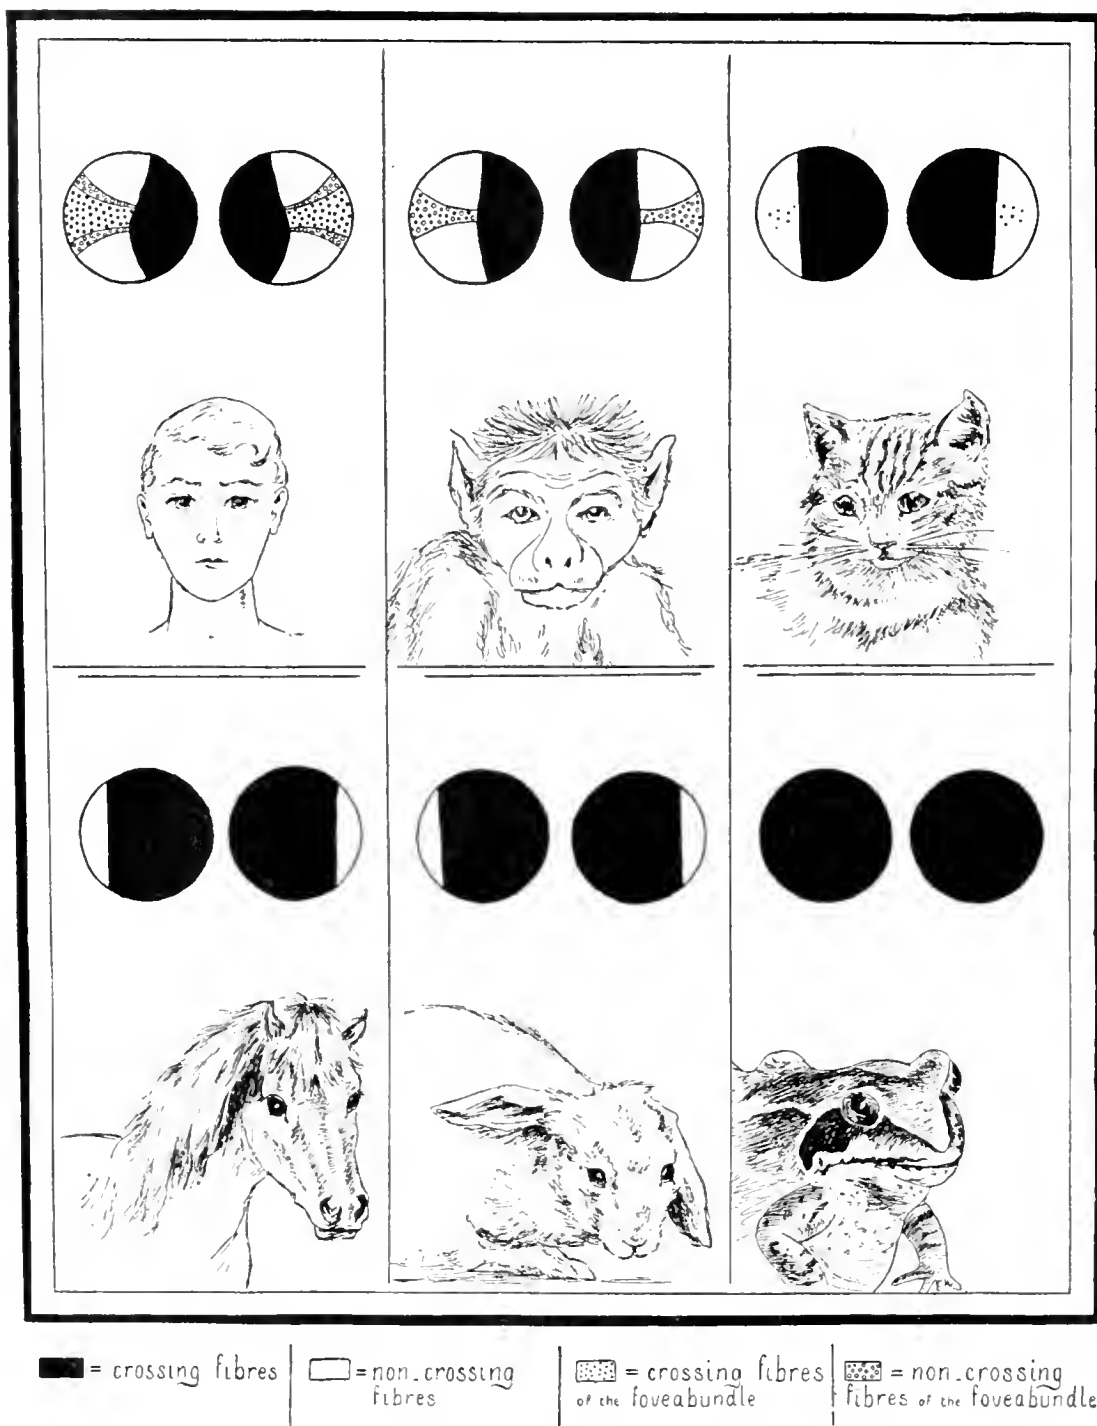 = crossing fibres
= non-crossing
fibres
= crossing fibres
of the foveabundle
= non-crossing
fibres of the foveabundle